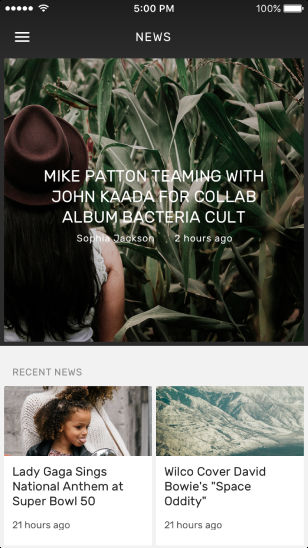 5:00 PM
100%
NEWS
MIKE PATTON TEAMING WITH
JOHN KAADA FOR COLLAB
ALBUM BACTERIA CULT
Sophia Jackson
2 hours ago
RECENT NEWS
Lady Gaga Sings
National Anthem at
Super Bowl 50
21 hours ago
Wilco Cover David
Bowie's "Space
Oddity"
21 hours ago